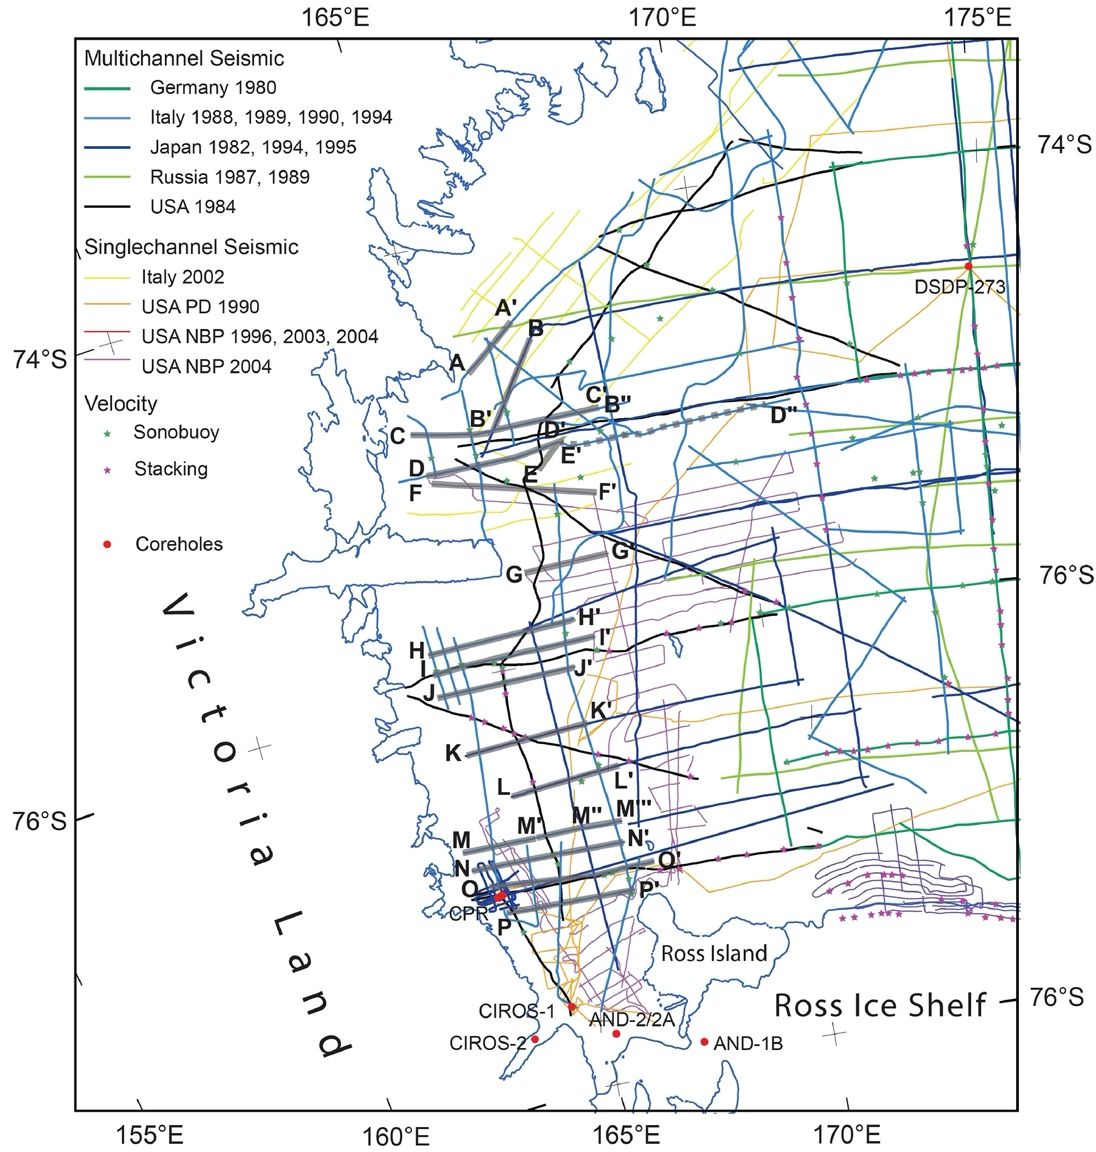 165°E
170°E
175°E
Multichannel Seismic
Germany 1980
Italy 1988, 1989, 1990, 1994
Japan 1982, 1994, 1995
Russia 1987, 1989
USA 1984
Singlechannel Seismic
Italy 2002
USA PD 1990
USA NBP 1996, 2003, 2004
USA NBP 2004
Velocity
Sonobuoy
Stacking
Coreholes
74°S
74°S
DSDP-273
A'
B
A
C'
B"
B'
D"
C
D'
E'
D
E
F
F'
G'
G
76°S
H'
I'
H
I
J'
J
K'
K
L'
L
M'''
M"
M'
76°S
M
N'
N
O'
O
P'
CPR
P
Victoria Land
Ross Island
Ross Ice Shelf
76°S
CIROS-1
AND-2/2A
CIROS-2
AND-1B
155°E
160°E
165°E
170°E